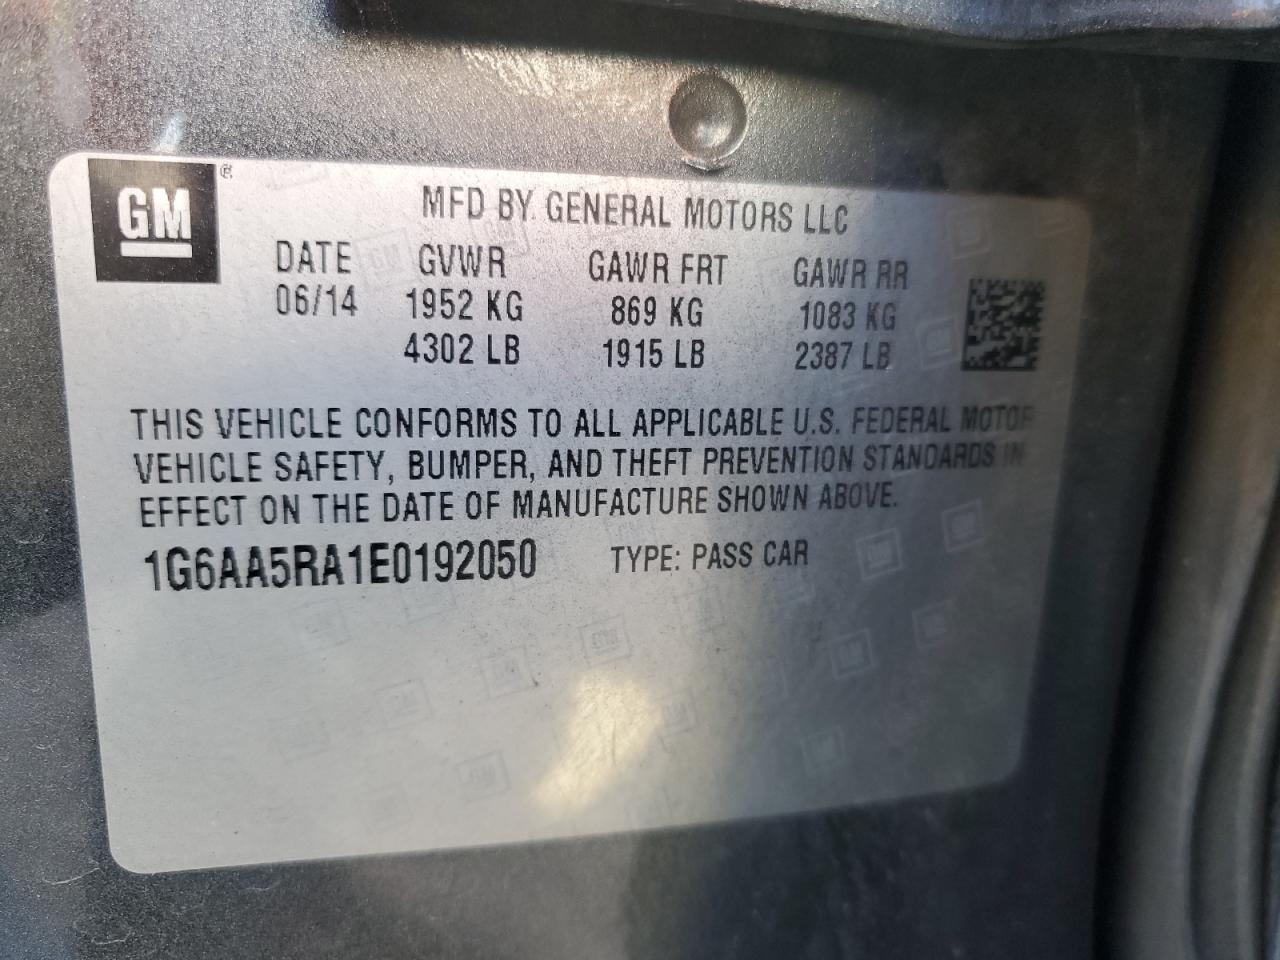 GM ®
MFD BY GENERAL MOTORS LLC
DATE GVWR GAWR FRT GAWR RR
06/14 1952 KG 869 KG 1083 KG
4302 LB 1915 LB 2387 LB
THIS VEHICLE CONFORMS TO ALL APPLICABLE U.S. FEDERAL MOTOR
VEHICLE SAFETY, BUMPER, AND THEFT PREVENTION STANDARDS IN
EFFECT ON THE DATE OF MANUFACTURE SHOWN ABOVE.
1G6AA5RA1E0192050 TYPE: PASS CAR